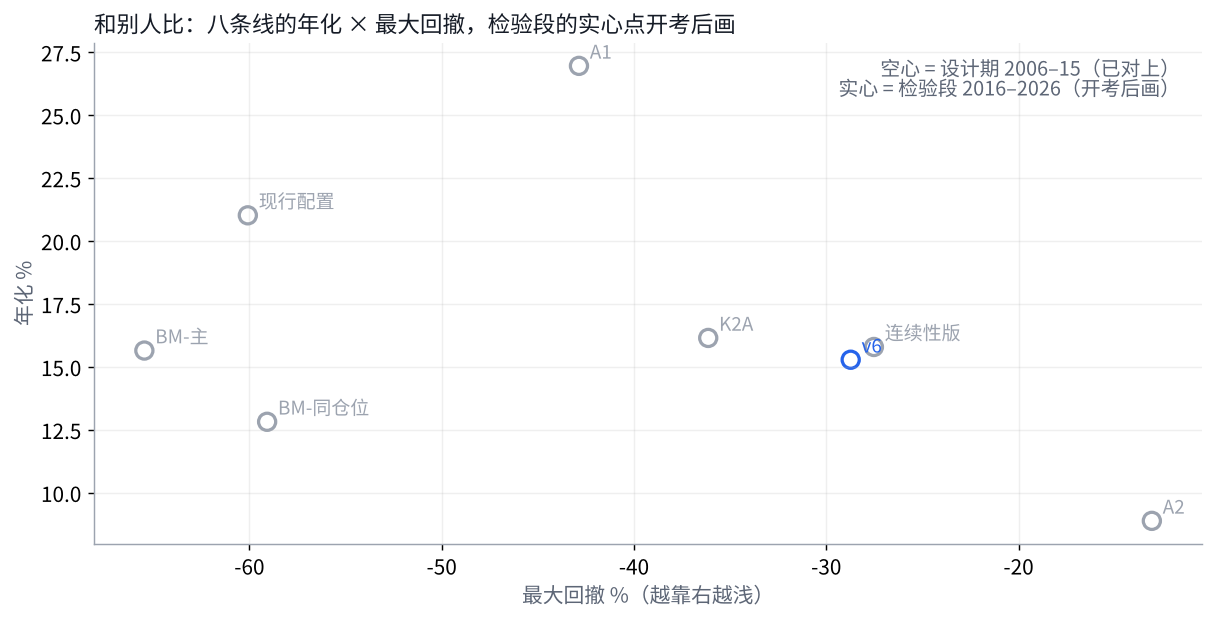 和别人比：八条线的年化 × 最大回撤，检验段的实心点开考后画
27.5
25.0
22.5
20.0
17.5
15.0
12.5
10.0
年化 %
A1
空心 = 设计期 2006–15（已对上）
实心 = 检验段 2016–2026（开考后画）
现行配置
BM-主
K2A
连续性版
v6
BM-同仓位
A2
-60
-50
-40
-30
-20
最大回撤 %（越靠右越浅）